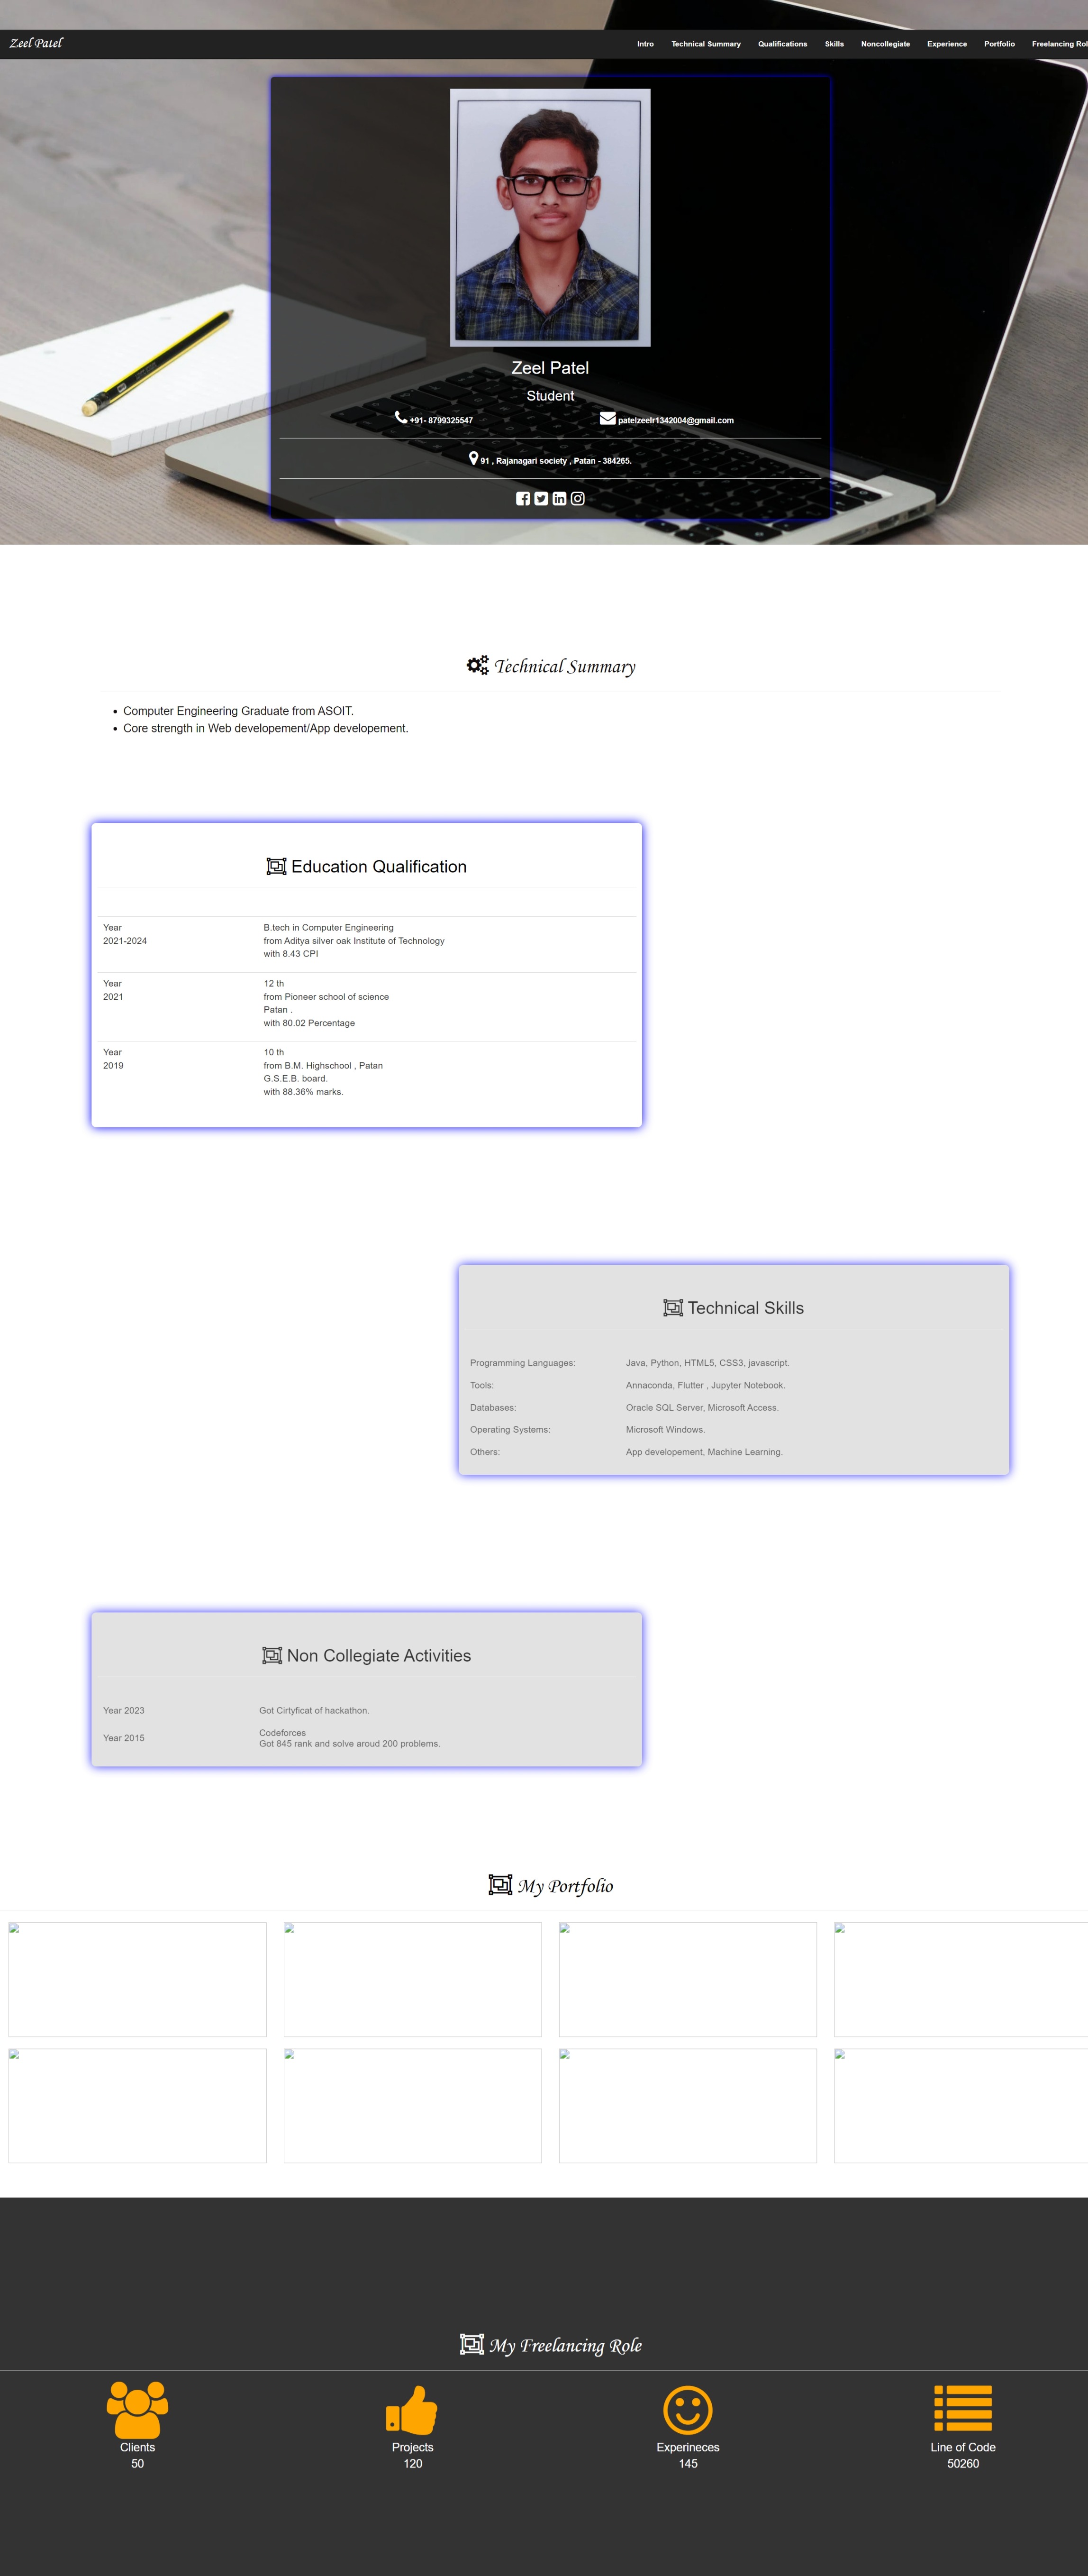 Zeel Patel
Intro Technical Summary Qualifications Skills Noncollegiate Experience Portfolio Freelancing Rol
Zeel Patel
Student
+91- 8799325547 patelzeelr1342004@gmail.com
91 , Rajanagari society , Patan - 384265.
Technical Summary
Computer Engineering Graduate from ASOIT.
Core strength in Web developement/App developement.
Education Qualification
Year
2021-2024
B.tech in Computer Engineering
from Aditya silver oak Institute of Technology
with 8.43 CPI
Year
2021
12 th
from Pioneer school of science
Patan .
with 80.02 Percentage
Year
2019
10 th
from B.M. Highschool , Patan
G.S.E.B. board.
with 88.36% marks.
Technical Skills
Programming Languages: Java, Python, HTML5, CSS3, javascript.
Tools: Annaconda, Flutter , Jupyter Notebook.
Databases: Oracle SQL Server, Microsoft Access.
Operating Systems: Microsoft Windows.
Others: App developement, Machine Learning.
Non Collegiate Activities
Year 2023 Got Cirtyficat of hackathon.
Year 2015
Codeforces
Got 845 rank and solve aroud 200 problems.
My Portfolio
My Freelancing Role
Clients
50
Projects
120
Experineces
145
Line of Code
50260